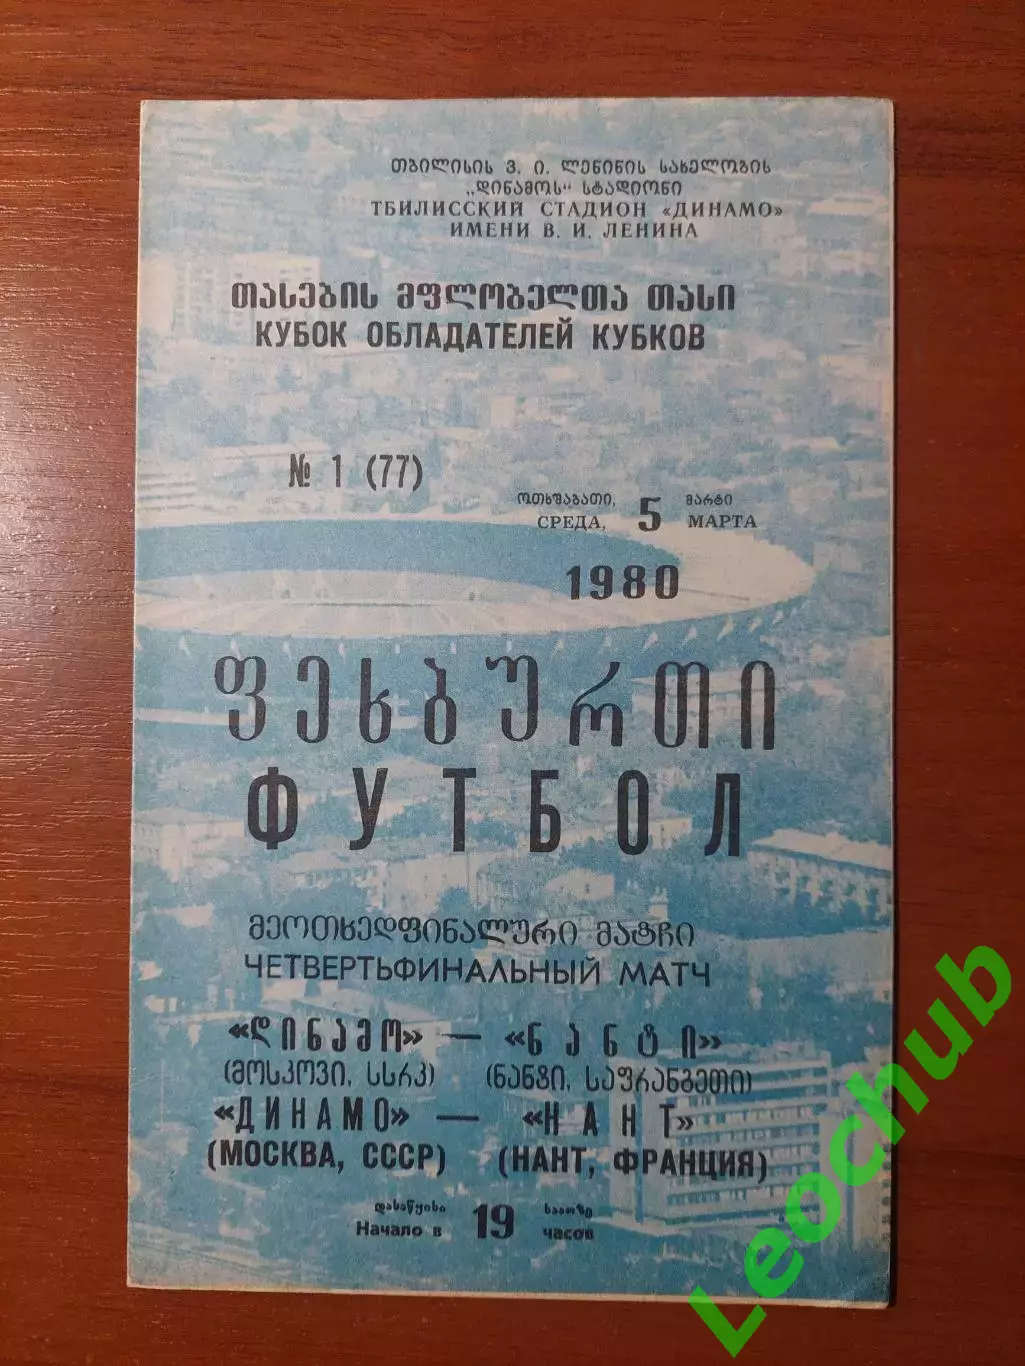 თბილისის ვ. ი. ლენინის სახელობის
„დინამოს“ სტადიონი
ТБИЛИССКИЙ СТАДИОН «ДИНАМО»
ИМЕНИ В. И. ЛЕНИНА
თასების მფლობელთა თასი
КУБОК ОБЛАДАТЕЛЕЙ КУБКОВ
№ 1 (77)
ოთხშაბათი, 5 მარტი
СРЕДА, МАРТА
1980
ფეხბურთი
ФУТБОЛ
მეოთხედფინალური მატჩი
ЧЕТВЕРТЬФИНАЛЬНЫЙ МАТЧ
«დინამო» — «ნანტი»
(მოსკოვი, სსრკ) (ნანტი, საფრანგეთი)
«ДИНАМО» — «НАНТ»
(МОСКВА, СССР) (НАНТ, ФРАНЦИЯ)
დასაწყისი 19 საათზე
Начало в часов
Leochub